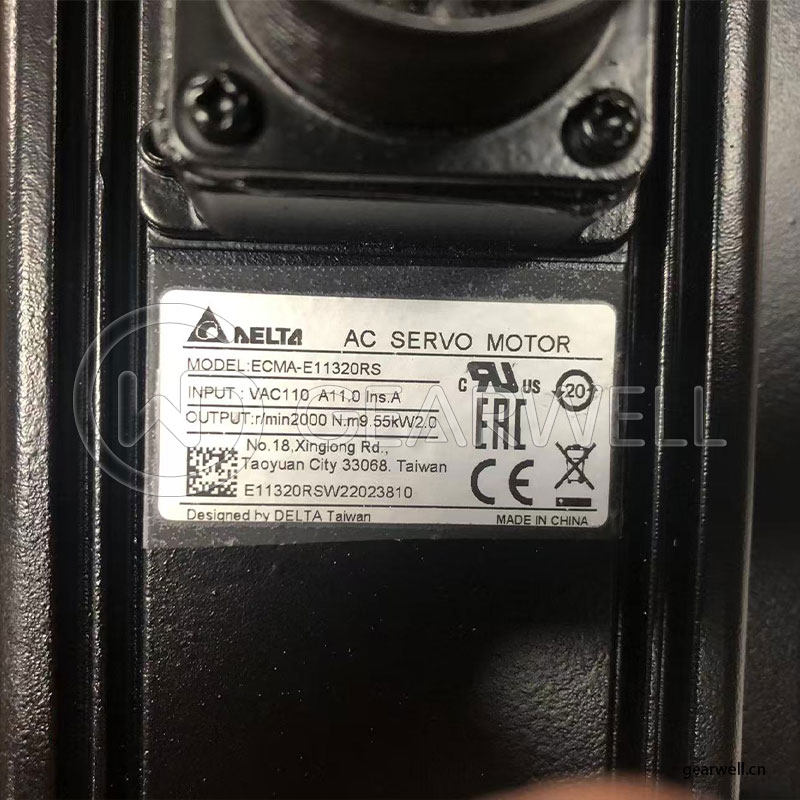 DELTA AC SERVO MOTOR
MODEL:ECMA-E11320RS
INPUT : VAC110 A11.0 Ins.A
OUTPUT:r/min2000 N.m9.55kW2.0
No.18,Xinglong Rd.,
Taoyuan City 33068. Taiwan
E11320RSW22023810
Designed by DELTA Taiwan
C UR US
20
EAC
CE
MADE IN CHINA
GEARWELL
gearwell.cn